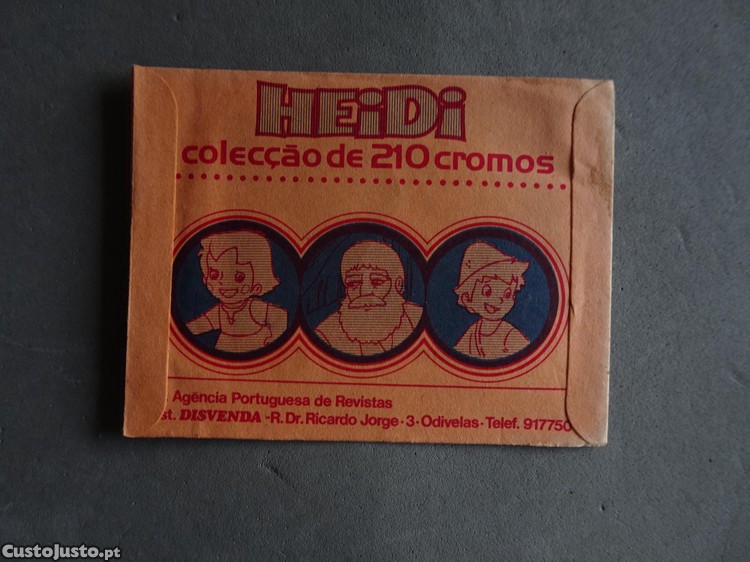 HEiDi
colecção de 210 cromos
Agência Portuguesa de Revistas
st. DISVENDA -R.Dr. Ricardo Jorge·3·Odivelas·Telef. 917750
CustoJusto.pt